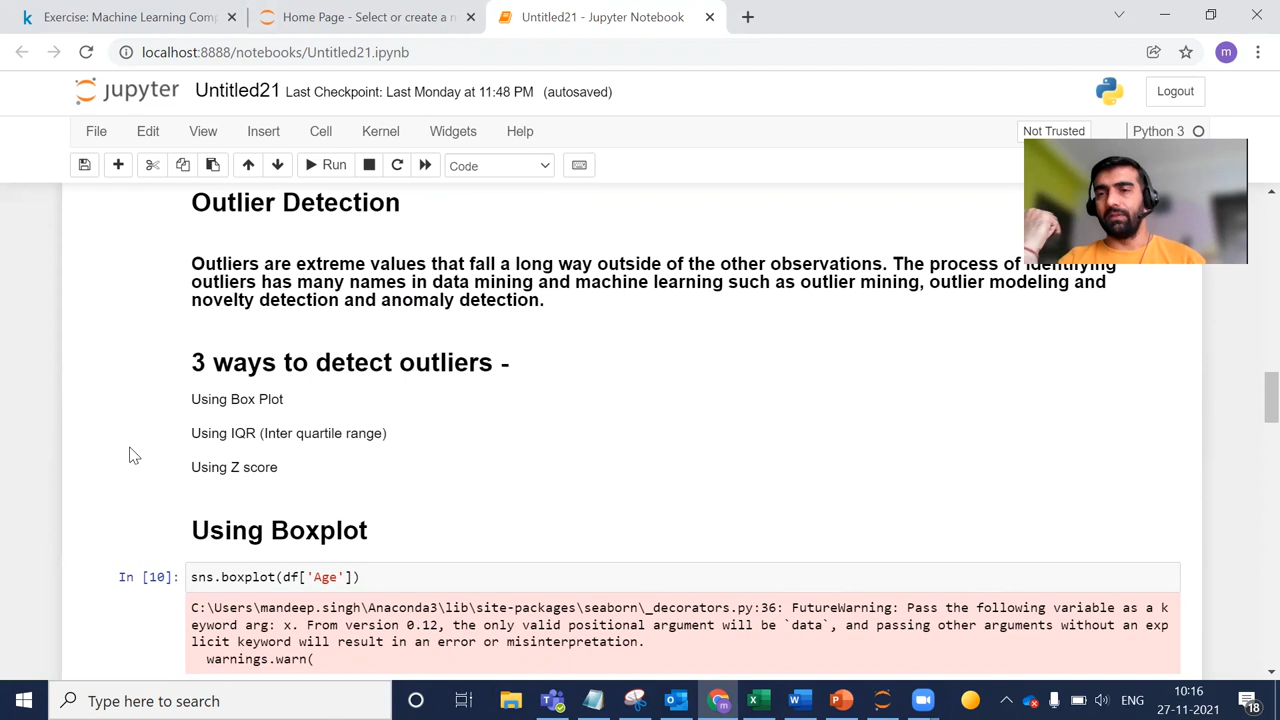 Exercise: Machine Learning Comp
Home Page - Select or create a n
Untitled21 - Jupyter Notebook
localhost:8888/notebooks/Untitled21.ipynb
m
jupyter Untitled21 Last Checkpoint: Last Monday at 11:48 PM (autosaved)
Logout
File Edit View Insert Cell Kernel Widgets Help
Not Trusted Python 3
Run Code
Outlier Detection
Outliers are extreme values that fall a long way outside of the other observations. The process of identifying
outliers has many names in data mining and machine learning such as outlier mining, outlier modeling and
novelty detection and anomaly detection.
3 ways to detect outliers -
Using Box Plot
Using IQR (Inter quartile range)
Using Z score
Using Boxplot
In [10]: sns.boxplot(df['Age'])
C:\Users\mandeep.singh\Anaconda3\lib\site-packages\seaborn\_decorators.py:36: FutureWarning: Pass the following variable as a k
eyword arg: x. From version 0.12, the only valid positional argument will be `data`, and passing other arguments without an exp
licit keyword will result in an error or misinterpretation.
warnings.warn(
Type here to search
ENG
10:16
27-11-2021
18